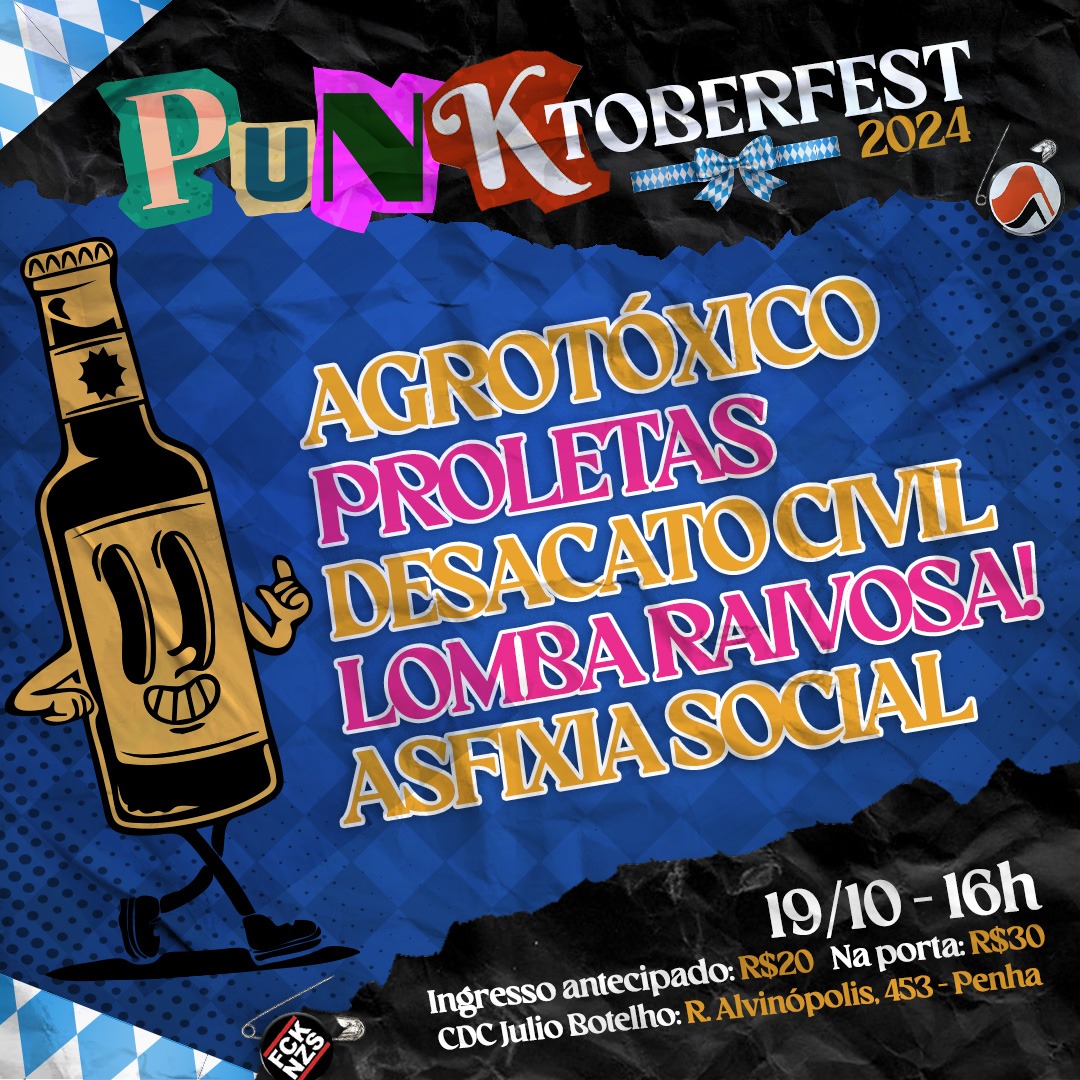 PUNKTOBERFEST
2024
AGROTÓXICO
PROLETAS
DESACATO CIVIL
LOMBA RAIVOSA!
ASFIXIA SOCIAL
19/10 - 16h
Ingresso antecipado: R$20 Na porta: R$30
CDC Julio Botelho: R. Alvinópolis, 453 - Penha
FCK
NZS